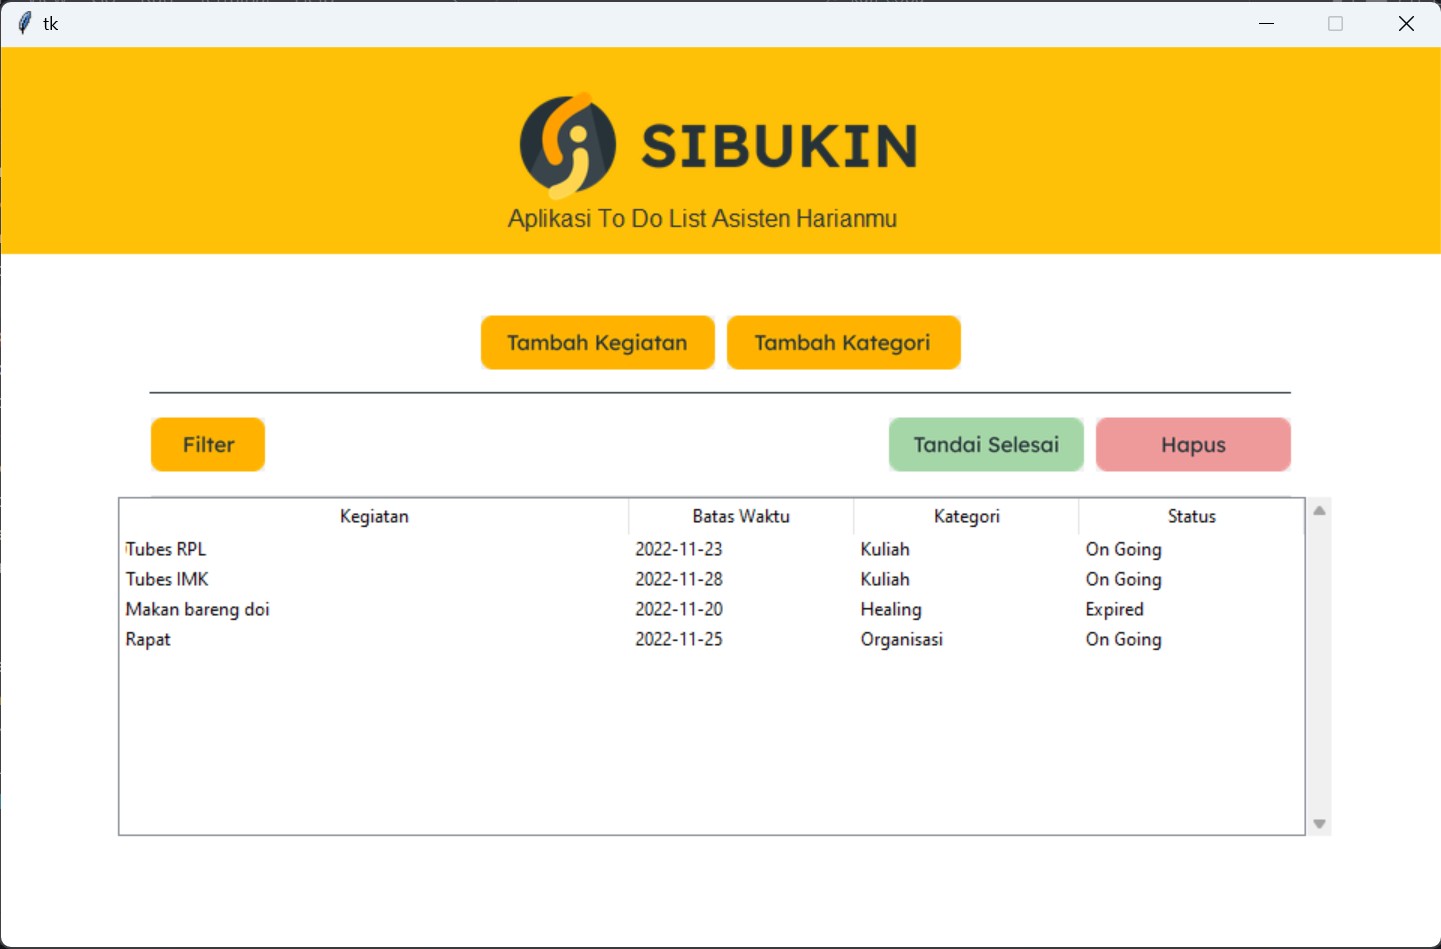 tk
SIBUKIN
Aplikasi To Do List Asisten Harianmu
Tambah Kegiatan Tambah Kategori
Filter Tandai Selesai Hapus
Kegiatan Batas Waktu Kategori Status
Tubes RPL 2022-11-23 Kuliah On Going
Tubes IMK 2022-11-28 Kuliah On Going
Makan bareng doi 2022-11-20 Healing Expired
Rapat 2022-11-25 Organisasi On Going